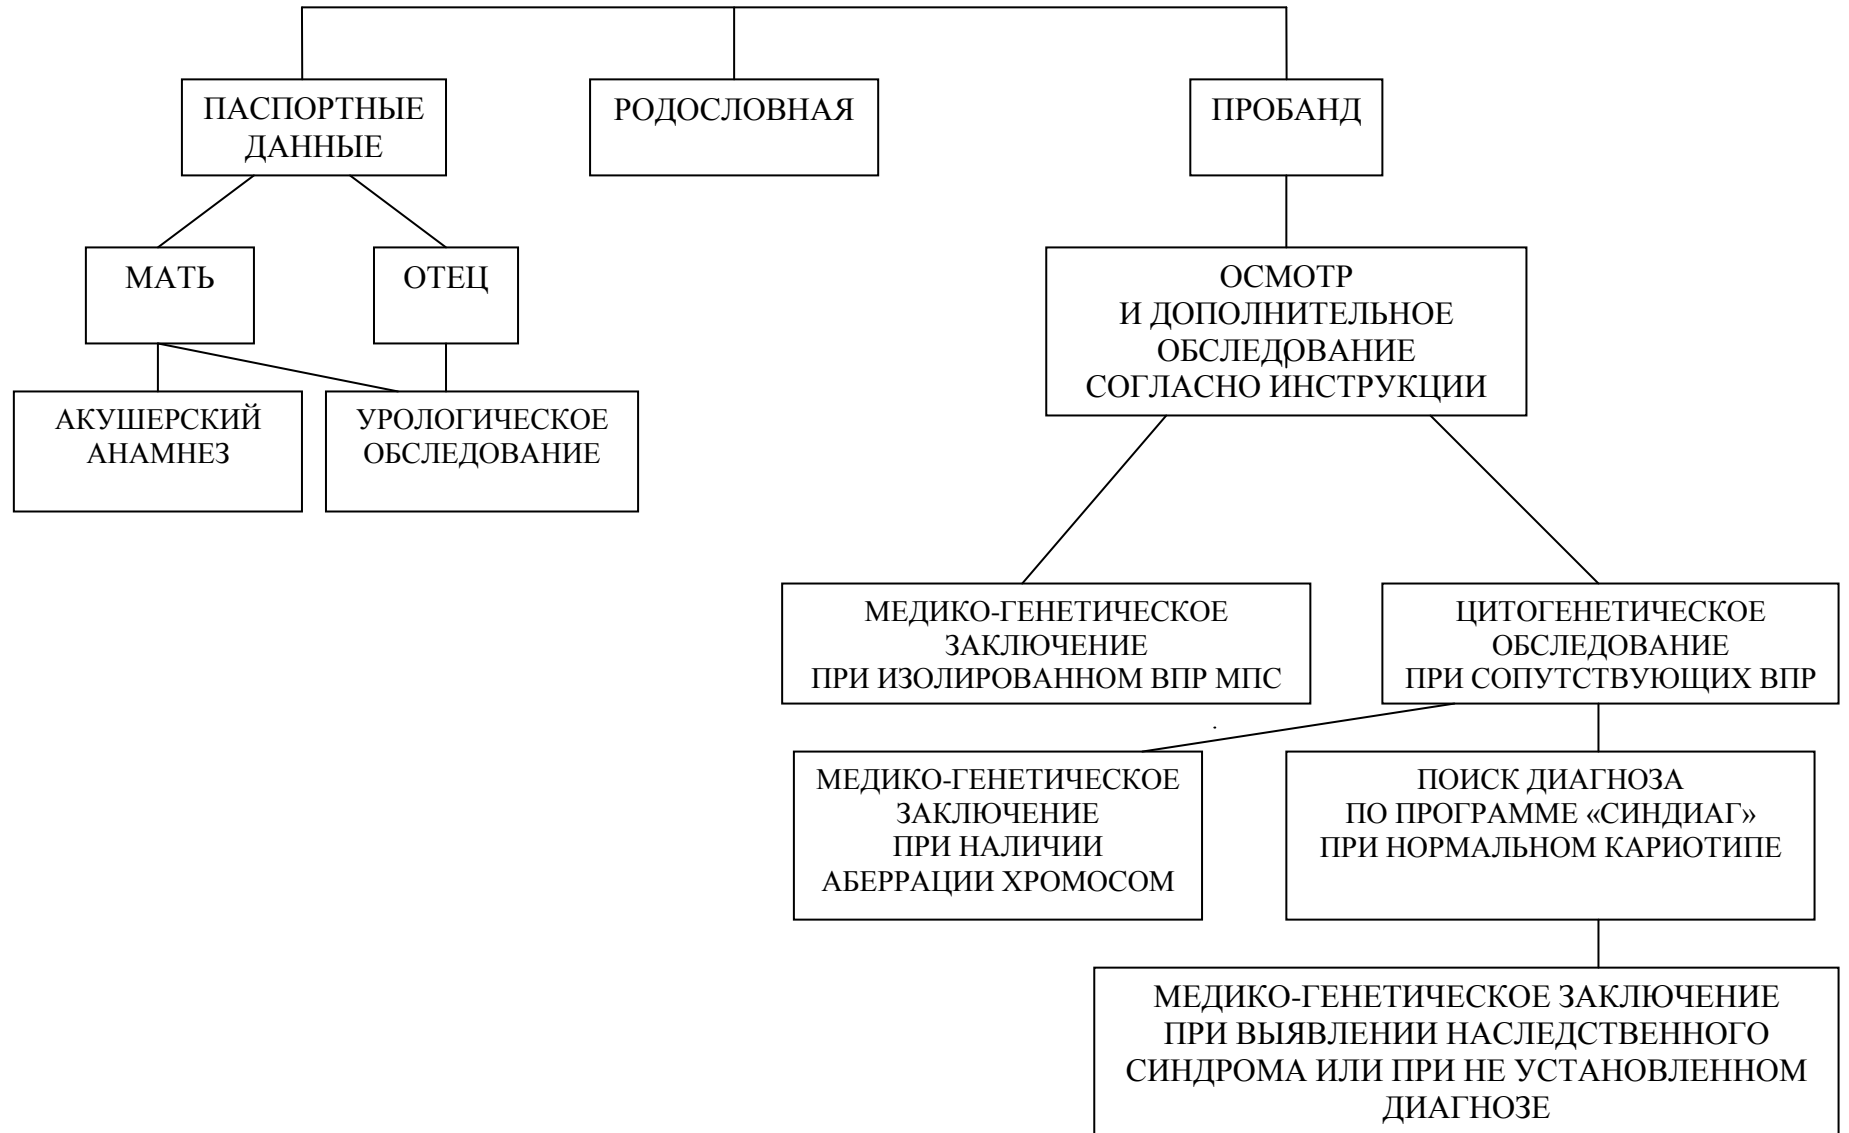 ПАСПОРТНЫЕ
ДАННЫЕ
РОДОСЛОВНАЯ
ПРОБАНД
МАТЬ
ОТЕЦ
ОСМОТР
И ДОПОЛНИТЕЛЬНОЕ
ОБСЛЕДОВАНИЕ
СОГЛАСНО ИНСТРУКЦИИ
АКУШЕРСКИЙ
АНАМНЕЗ
УРОЛОГИЧЕСКОЕ
ОБСЛЕДОВАНИЕ
МЕДИКО-ГЕНЕТИЧЕСКОЕ
ЗАКЛЮЧЕНИЕ
ПРИ ИЗОЛИРОВАННОМ ВПР МПС
ЦИТОГЕНЕТИЧЕСКОЕ
ОБСЛЕДОВАНИЕ
ПРИ СОПУТСТВУЮЩИХ ВПР
МЕДИКО-ГЕНЕТИЧЕСКОЕ
ЗАКЛЮЧЕНИЕ
ПРИ НАЛИЧИИ
АБЕРРАЦИИ ХРОМОСОМ
ПОИСК ДИАГНОЗА
ПО ПРОГРАММЕ «СИНДИАГ»
ПРИ НОРМАЛЬНОМ КАРИОТИПЕ
МЕДИКО-ГЕНЕТИЧЕСКОЕ ЗАКЛЮЧЕНИЕ
ПРИ ВЫЯВЛЕНИИ НАСЛЕДСТВЕННОГО
СИНДРОМА ИЛИ ПРИ НЕ УСТАНОВЛЕННОМ
ДИАГНОЗЕ